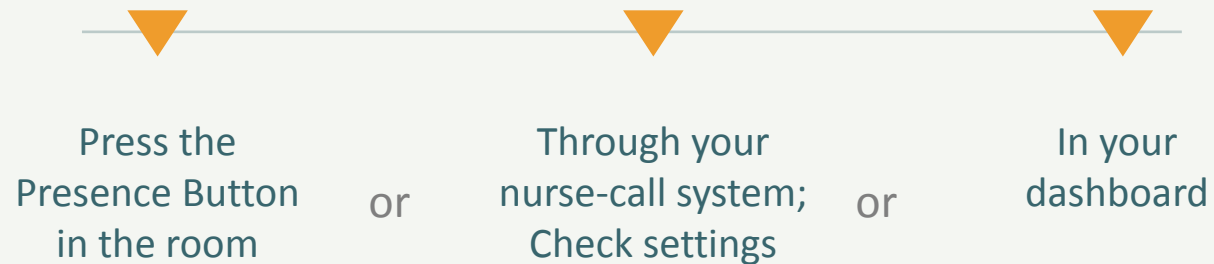 Press the
Presence Button
in the room
or
Through your
nurse-call system;
Check settings
or
In your
dashboard